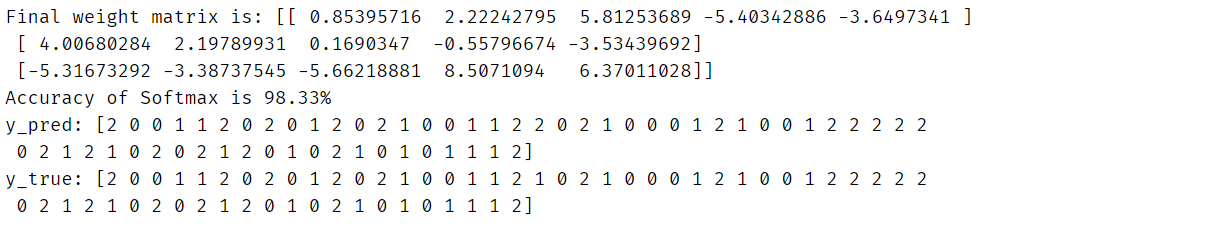 Final weight matrix is: [[ 0.85395716  2.22242795  5.81253689 -5.40342886 -3.6497341 ]
 [ 4.00680284  2.19789931  0.1690347  -0.55796674 -3.53439692]
 [-5.31673292 -3.38737545 -5.66218881  8.5071094   6.37011028]]
Accuracy of Softmax is 98.33%
y_pred: [2 0 0 1 1 2 0 2 0 1 2 0 2 1 0 0 1 1 2 2 0 2 1 0 0 0 1 2 1 0 0 1 2 2 2 2 2
 0 2 1 2 1 0 2 0 2 1 2 0 1 0 2 1 0 1 0 1 1 1 2]
y_true: [2 0 0 1 1 2 0 2 0 1 2 0 2 1 0 0 1 1 2 1 0 2 1 0 0 0 1 2 1 0 0 1 2 2 2 2 2
 0 2 1 2 1 0 2 0 2 1 2 0 1 0 2 1 0 1 0 1 1 1 2]